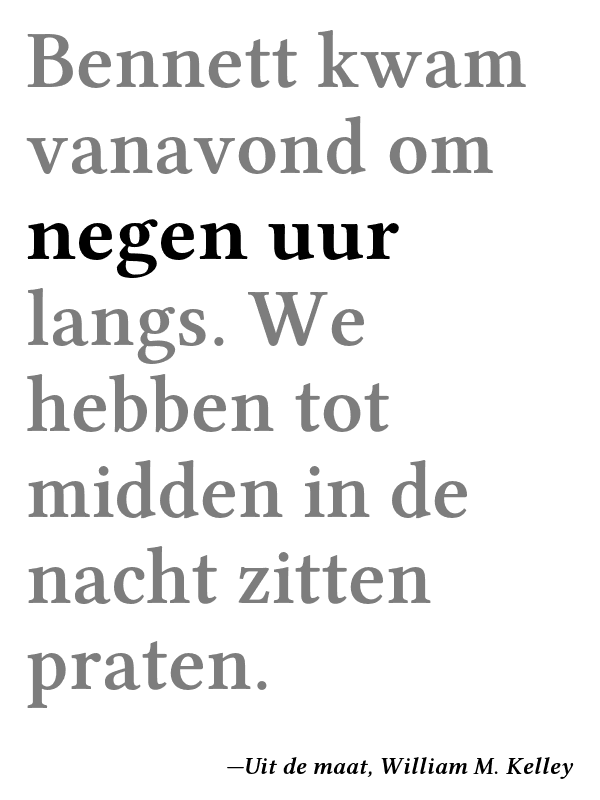 Bennett kwam
vanavond om
negen uur
langs. We
hebben tot
midden in de
nacht zitten
praten.
—Uit de maat, William M. Kelley